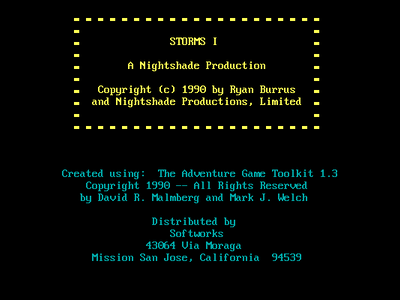 STORMS I
A Nightshade Production
Copyright (c) 1990 by Ryan Burrus
and Nightshade Productions, Limited
Created using:  The Adventure Game Toolkit 1.3
Copyright 1990 -- All Rights Reserved
by David R. Malmberg and Mark J. Welch
Distributed by
Softworks
43064 Via Moraga
Mission San Jose, California  94539